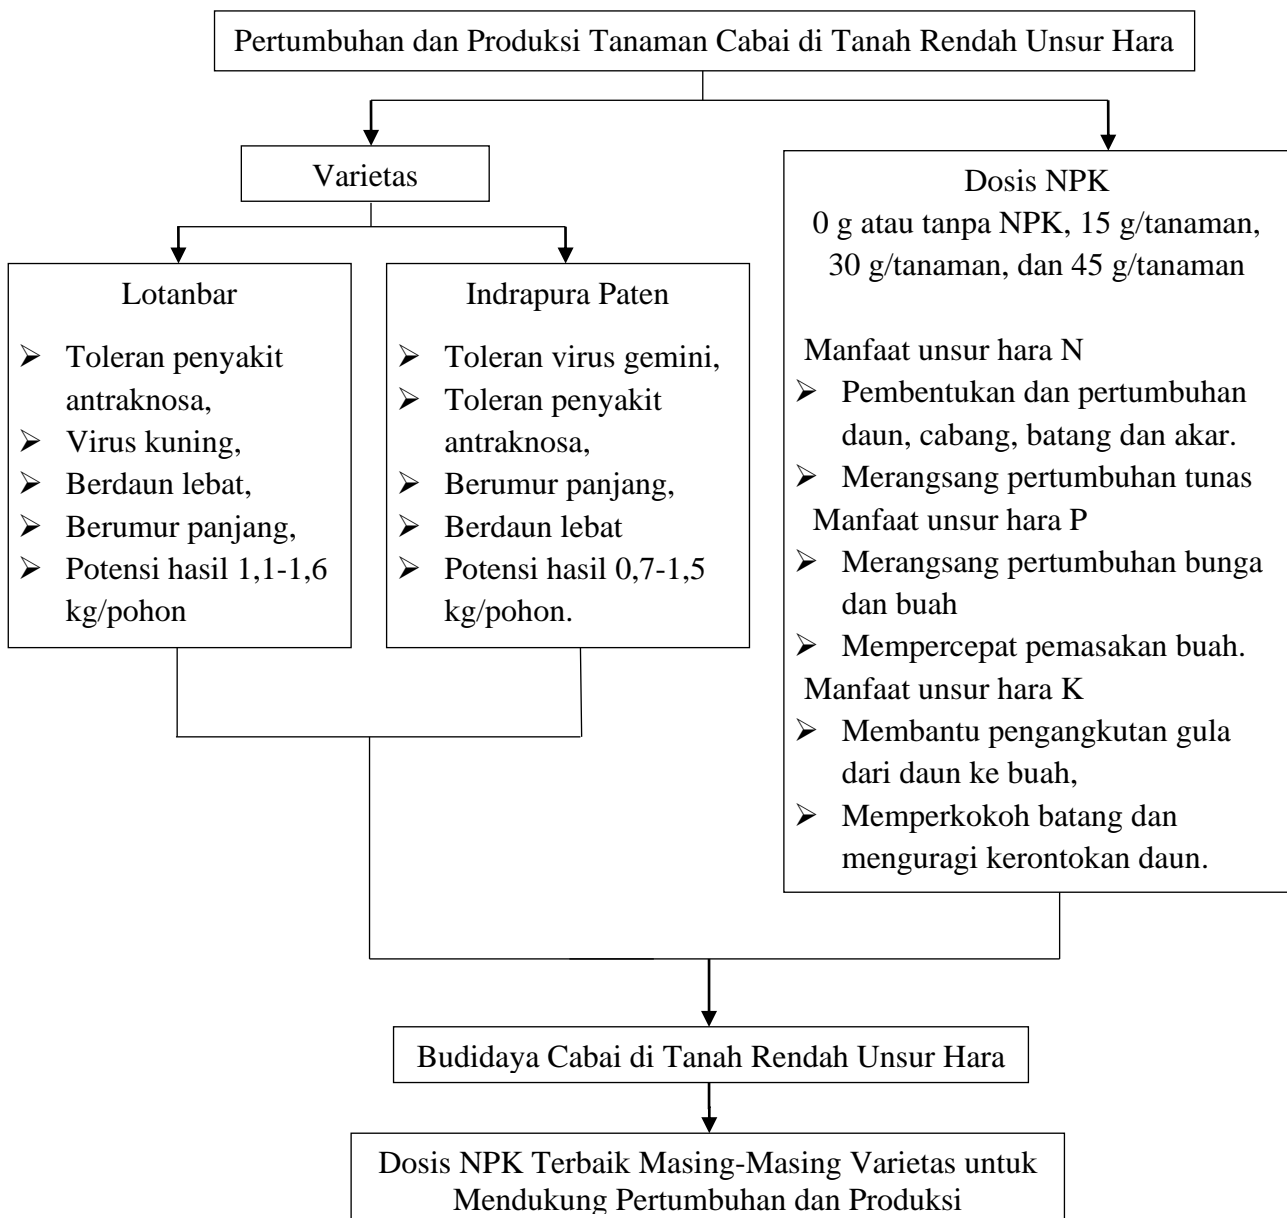 Pertumbuhan dan Produksi Tanaman Cabai di Tanah Rendah Unsur Hara
Varietas
Lotanbar
➢ Toleran penyakit
antraknosa,
➢ Virus kuning,
➢ Berdaun lebat,
➢ Berumur panjang,
➢ Potensi hasil 1,1-1,6
kg/pohon
Indrapura Paten
➢ Toleran virus gemini,
➢ Toleran penyakit
antraknosa,
➢ Berumur panjang,
➢ Berdaun lebat
➢ Potensi hasil 0,7-1,5
kg/pohon.
Dosis NPK
0 g atau tanpa NPK, 15 g/tanaman,
30 g/tanaman, dan 45 g/tanaman
Manfaat unsur hara N
➢ Pembentukan dan pertumbuhan
daun, cabang, batang dan akar.
➢ Merangsang pertumbuhan tunas
Manfaat unsur hara P
➢ Merangsang pertumbuhan bunga
dan buah
➢ Mempercepat pemasakan buah.
Manfaat unsur hara K
➢ Membantu pengangkutan gula
dari daun ke buah,
➢ Memperkokoh batang dan
menguragi kerontokan daun.
Budidaya Cabai di Tanah Rendah Unsur Hara
Dosis NPK Terbaik Masing-Masing Varietas untuk
Mendukung Pertumbuhan dan Produksi